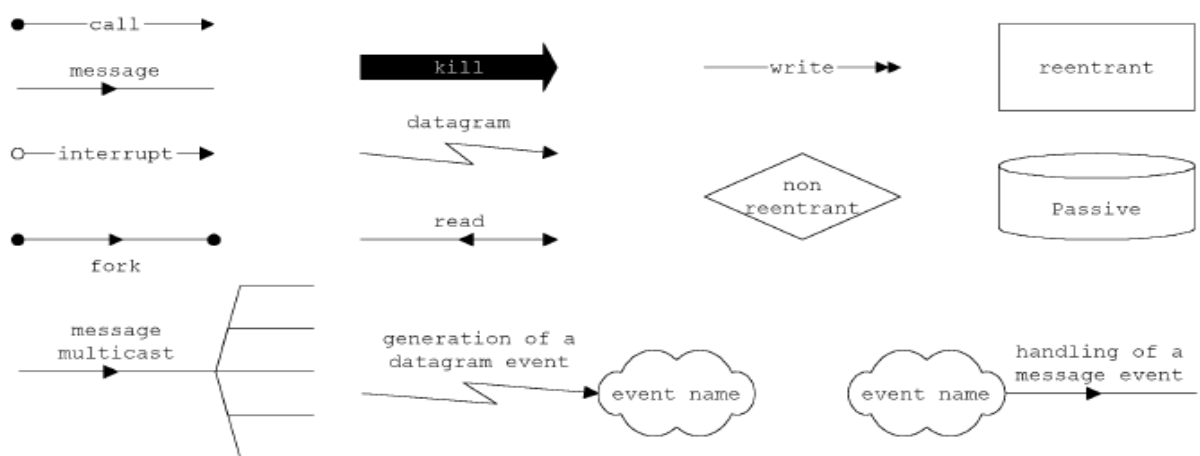 call
message
kill
write
reentrant
datagram
interrupt
non
reentrant
Passive
read
fork
message
multicast
generation of a
datagram event
event name
event name
handling of a
message event